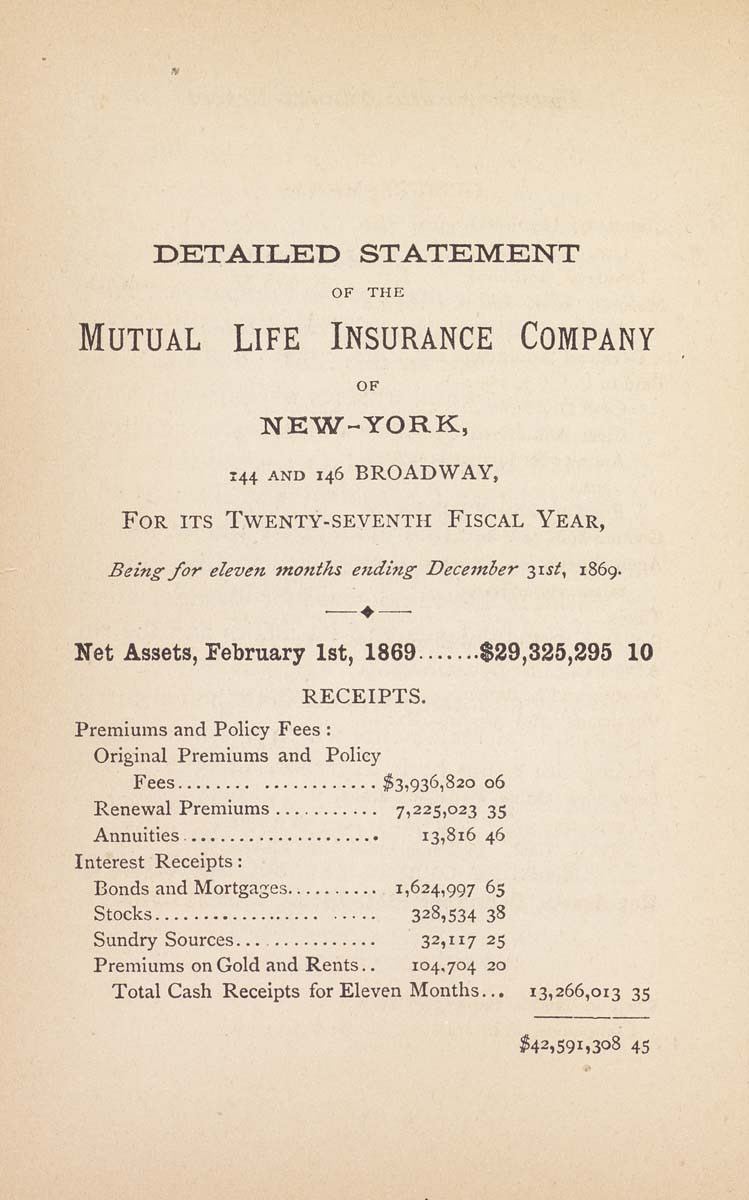 DETAILED STATEMENT
OF THE
MUTUAL LIFE INSURANCE COMPANY
OF
NEW-YORK,
144 AND 146 BROADWAY,
FOR ITS TWENTY-SEVENTH FISCAL YEAR,
Being for eleven months ending December 31st, 1869.
Net Assets, February 1st, 1869.......$29,325,295 10
RECEIPTS.
Premiums and Policy Fees :
Original Premiums and Policy
Fees........ ............ $3,936,820 06
Renewal Premiums ........... 7,225,023 35
Annuities..................... 13,816 46
Interest Receipts :
Bonds and Mortgages.......... 1,624,997 65
Stocks.................. ..... 328,534 38
Sundry Sources............... 32,117 25
Premiums on Gold and Rents.. 104,704 20
Total Cash Receipts for Eleven Months... 13,266,013 35
$42,591,308 45